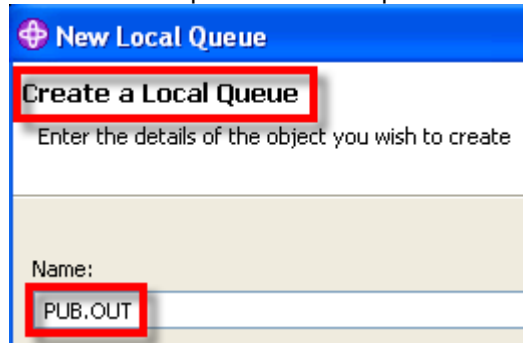 New Local Queue
Create a Local Queue
Enter the details of the object you wish to create
Name:
PUB.OUT